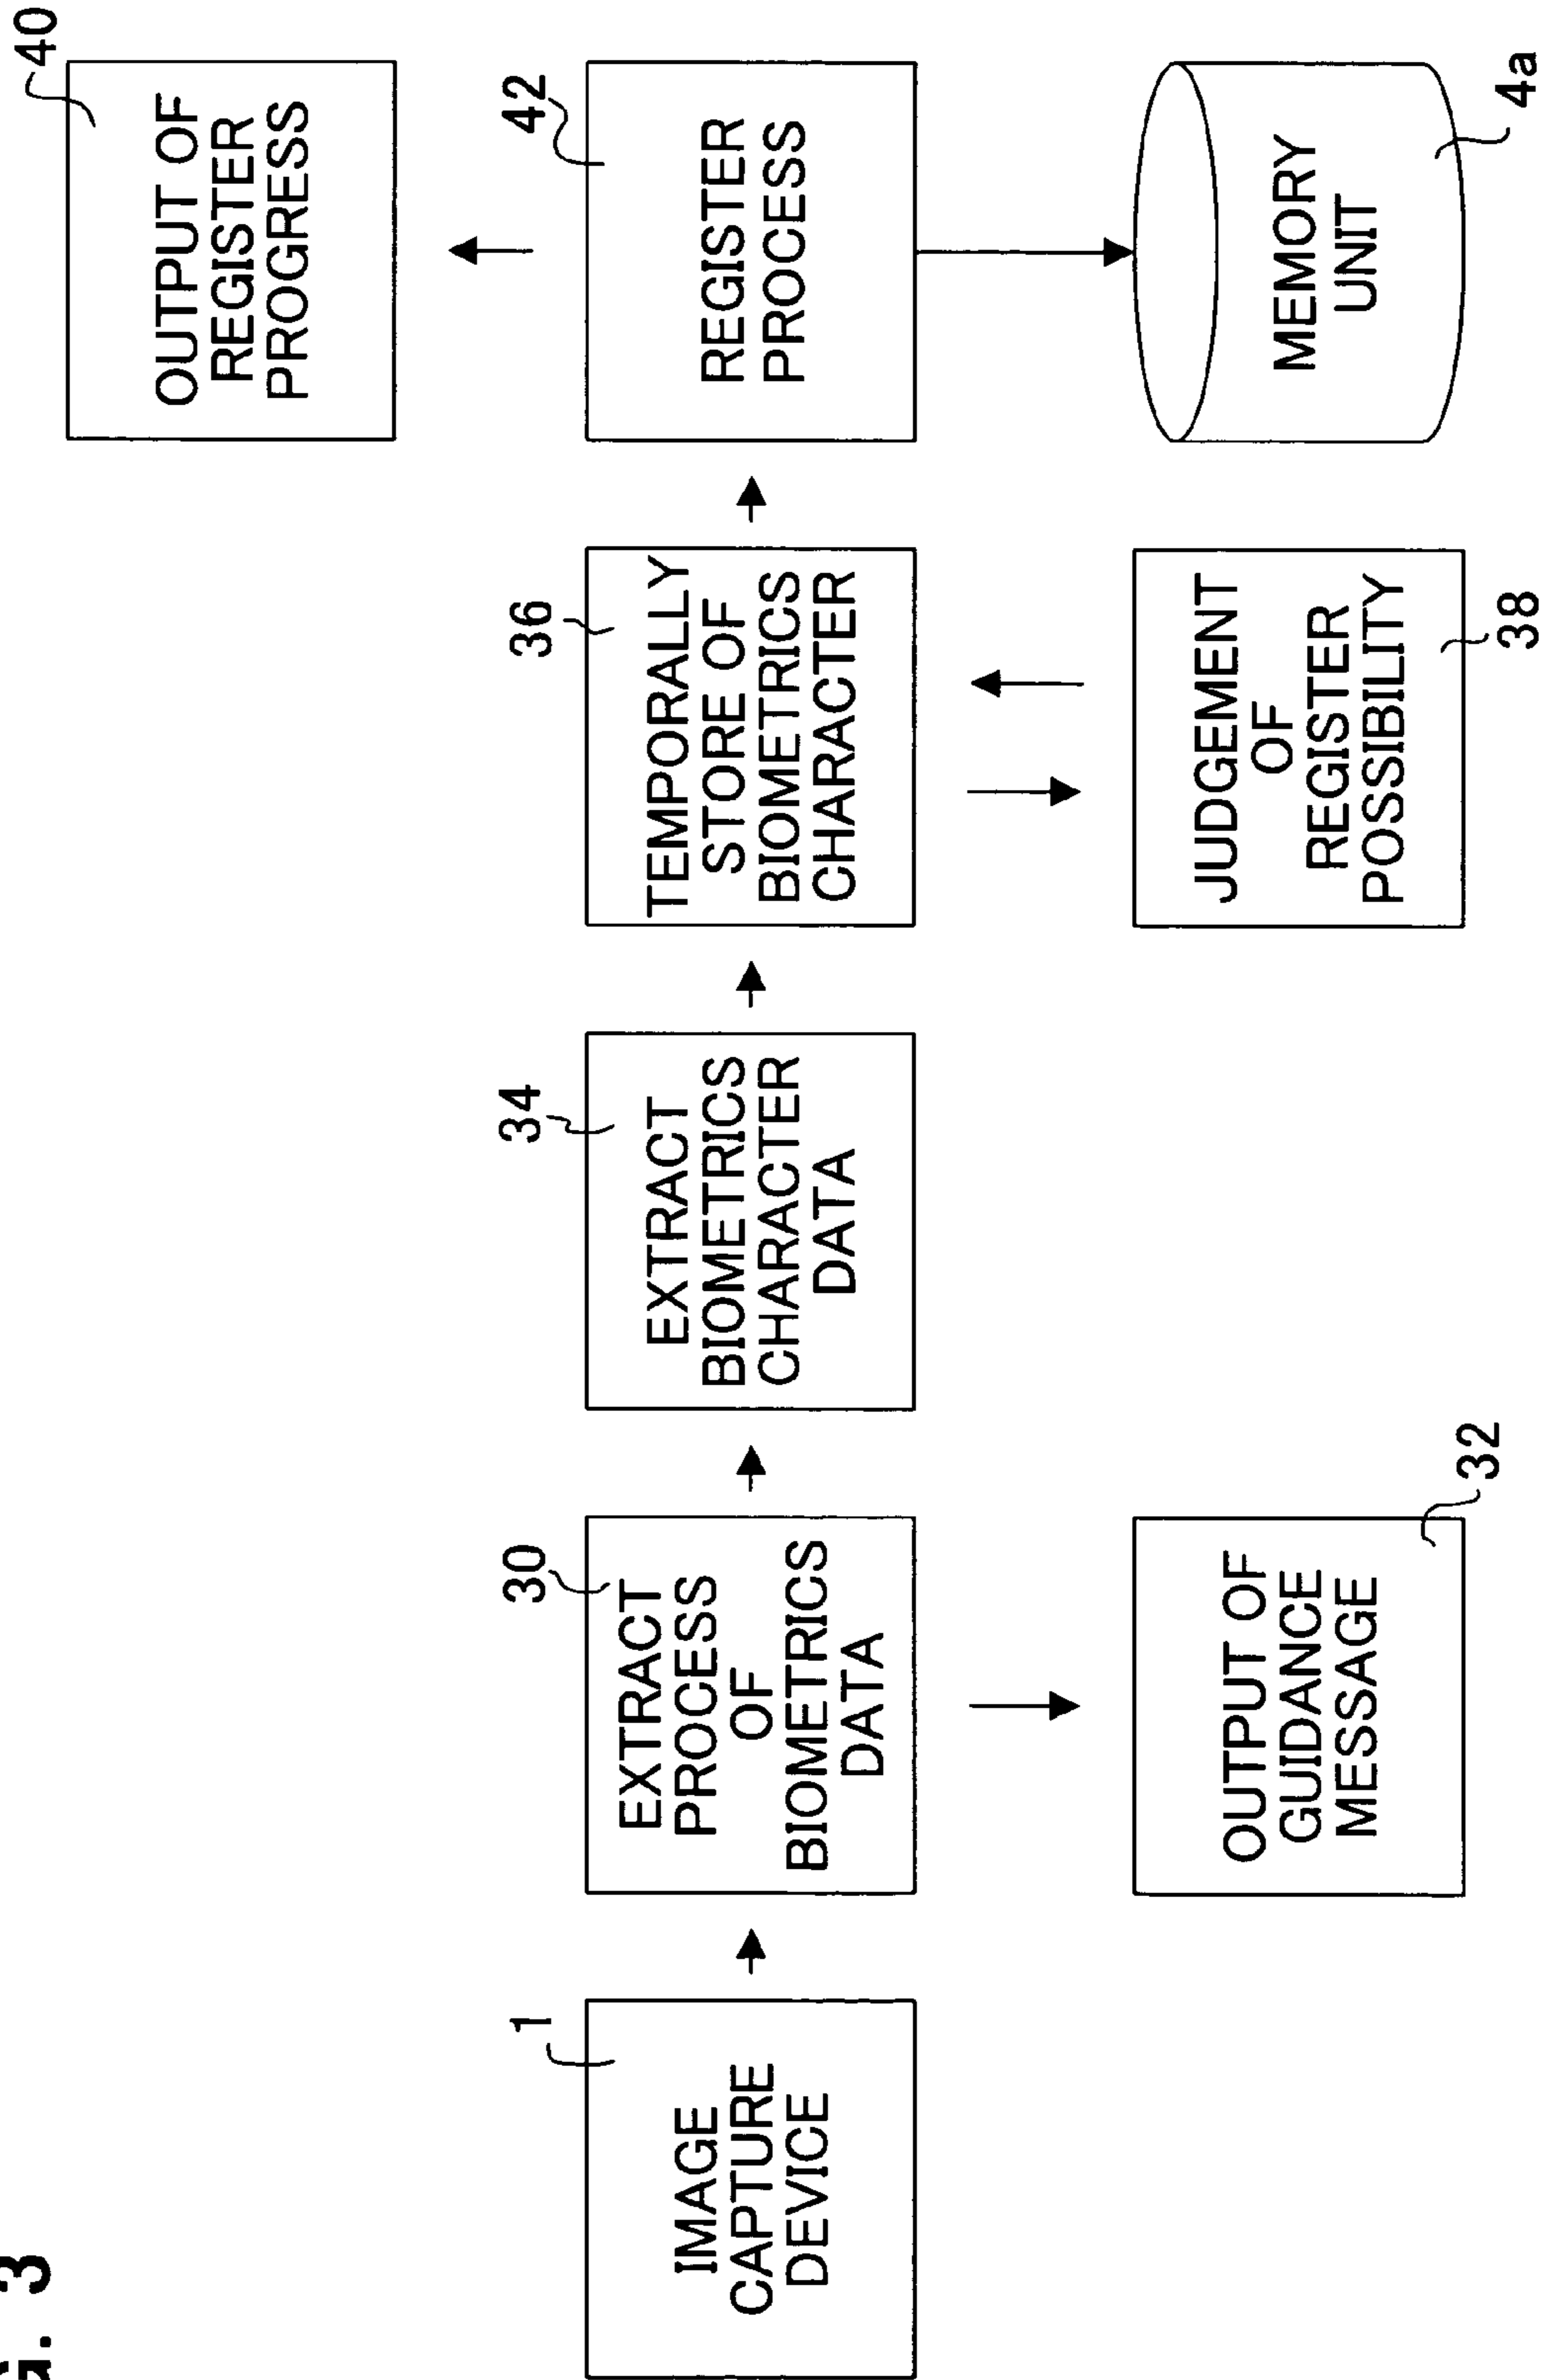 G. 3
40
OUTPUT OF
REGISTER
PROGRESS
1
IMAGE
CAPTURE
DEVICE
30
EXTRACT
PROCESS
OF
BIOMETRICS
DATA
34
EXTRACT
BIOMETRICS
CHARACTER
DATA
36
TEMPORALLY
STORE OF
BIOMETRICS
CHARACTER
42
REGISTER
PROCESS
OUTPUT OF
GUIDANCE
MESSAGE
32
JUDGEMENT
OF
REGISTER
POSSIBILITY
38
MEMORY
UNIT
4a